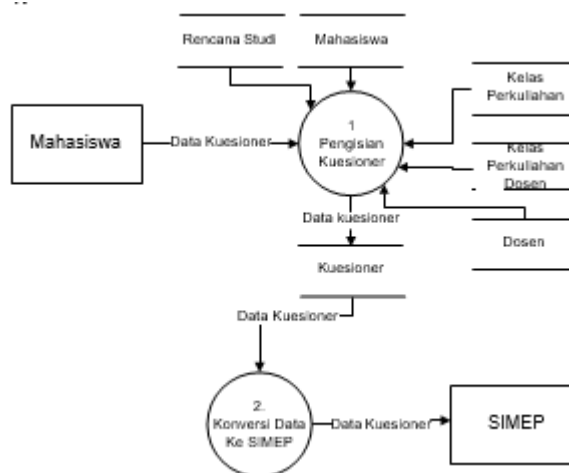 Rencana Studi
Mahasiswa
Kelas
Perkuliahan
1
Pengisian
Kuesioner
Mahasiswa
Data Kuesioner
Kelas
Perkuliahan
Dosen
Data kuesioner
Dosen
Kuesioner
Data Kuesioner
2.
Konversi Data
Ke SIMEP
Data Kuesioner
SIMEP